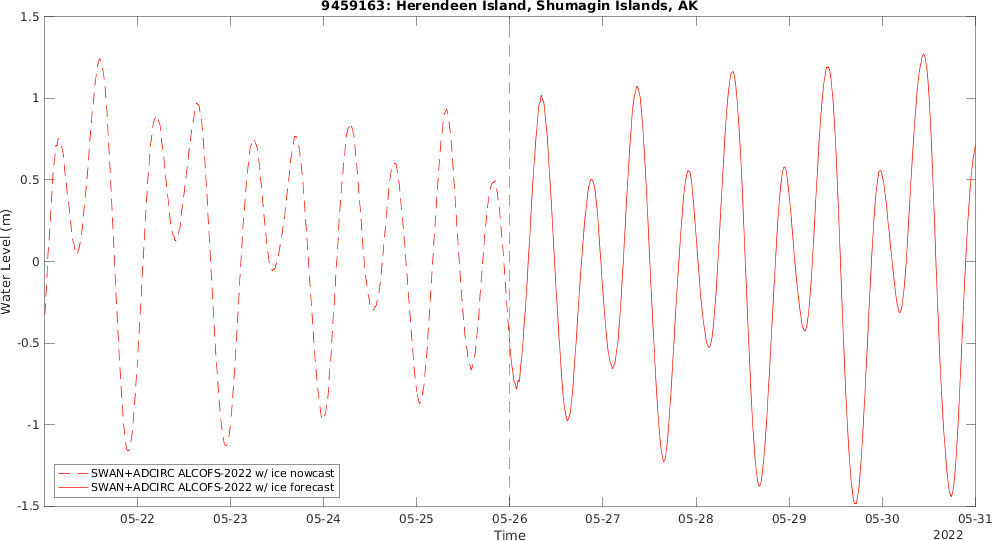 9459163: Herendeen Island, Shumagin Islands, AK
1.5
1
0.5
0
-0.5
-1
-1.5
Water Level (m)
SWAN+ADCIRC ALCOFS-2022 w/ ice nowcast
SWAN+ADCIRC ALCOFS-2022 w/ ice forecast
05-22 05-23 05-24 05-25 05-26 05-27 05-28 05-29 05-30 05-31
Time
2022